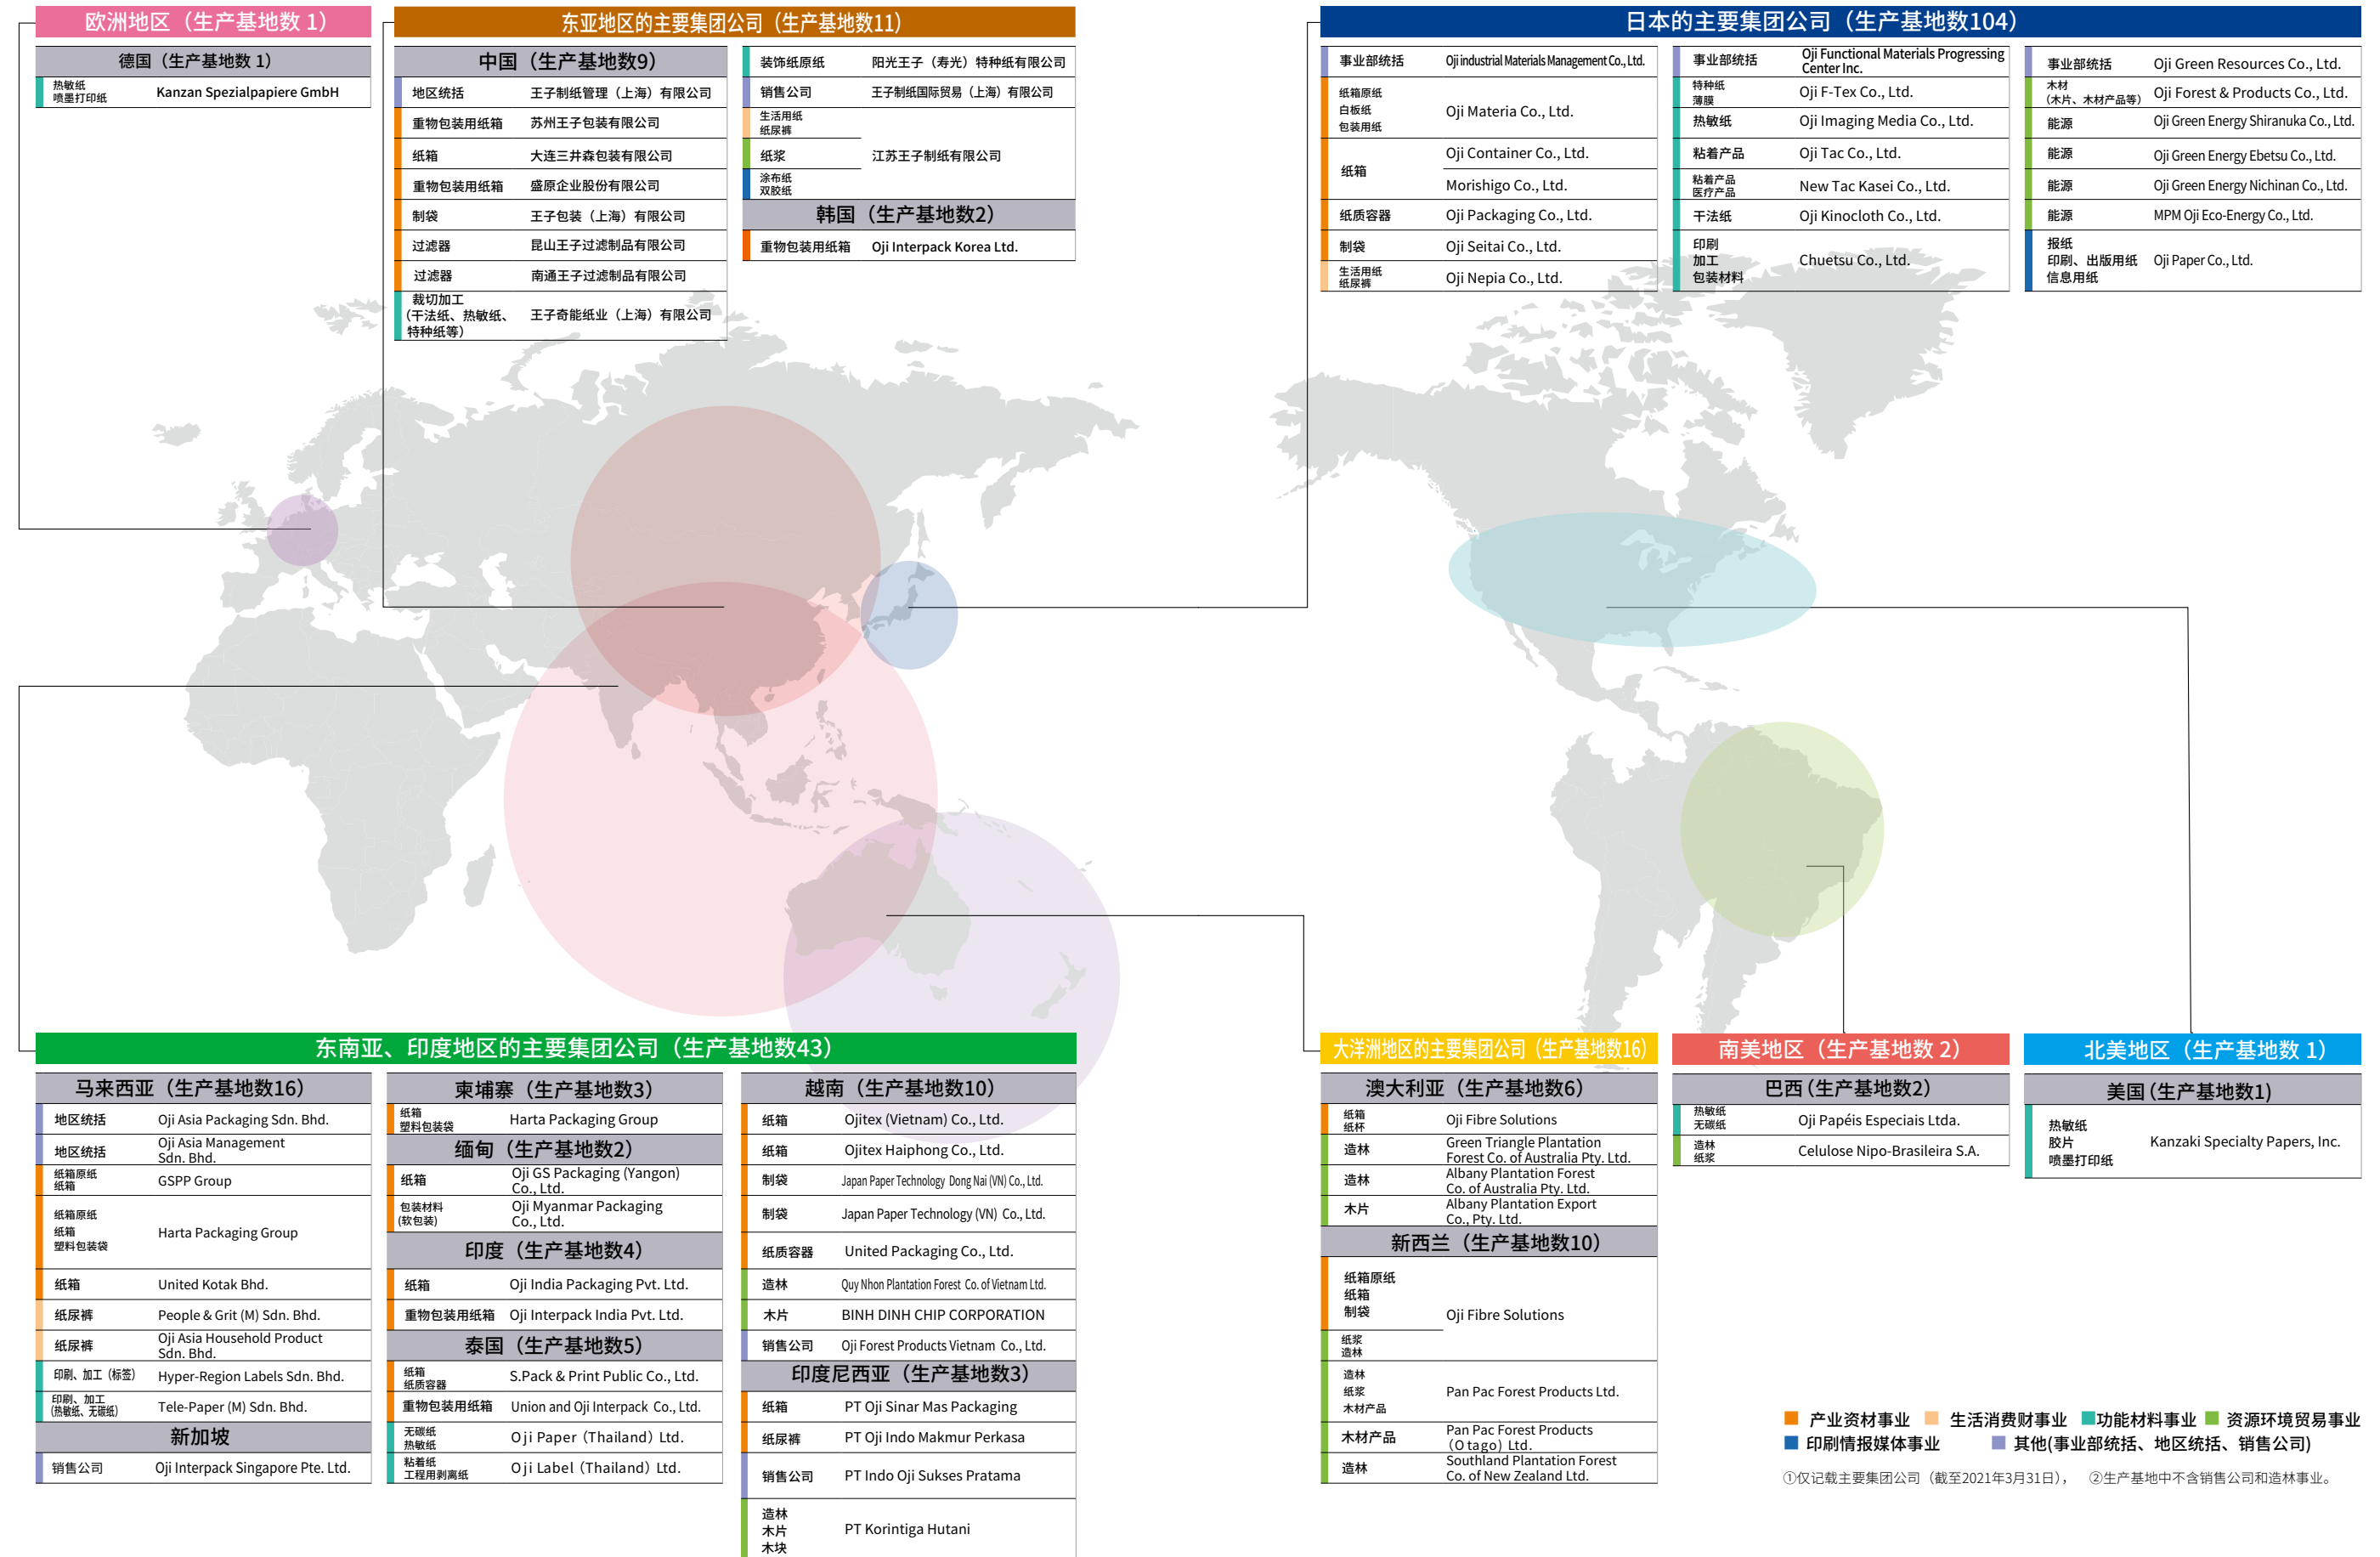 欧洲地区（生产基地数 1）
德国（生产基地数 1）
热敏纸
喷墨打印纸
Kanzan Spezialpapiere GmbH
东亚地区的主要集团公司（生产基地数11）
中国（生产基地数9）
地区统括 王子制纸管理（上海）有限公司
重物包装用纸箱 苏州王子包装有限公司
纸箱 大连三井森包装有限公司
重物包装用纸箱 盛原企业股份有限公司
制袋 王子包装（上海）有限公司
过滤器 昆山王子过滤制品有限公司
过滤器 南通王子过滤制品有限公司
裁切加工
（干法纸、热敏纸、
特种纸等）
王子奇能纸业（上海）有限公司
装饰纸原纸 阳光王子（寿光）特种纸有限公司
销售公司 王子制纸国际贸易（上海）有限公司
生活用纸
纸尿裤
纸浆 江苏王子制纸有限公司
涂布纸
双胶纸
韩国（生产基地数2）
重物包装用纸箱 Oji Interpack Korea Ltd.
日本的主要集团公司（生产基地数104）
事业部统括 Oji industrial Materials Management Co., Ltd.
纸箱原纸
白板纸
包装用纸
Oji Materia Co., Ltd.
纸箱
Oji Container Co., Ltd.
Morishigo Co., Ltd.
纸质容器 Oji Packaging Co., Ltd.
制袋 Oji Seitai Co., Ltd.
生活用纸
纸尿裤
Oji Nepia Co., Ltd.
事业部统括
Oji Functional Materials Progressing
Center Inc.
特种纸
薄膜
Oji F-Tex Co., Ltd.
热敏纸 Oji Imaging Media Co., Ltd.
粘着产品 Oji Tac Co., Ltd.
粘着产品
医疗产品
New Tac Kasei Co., Ltd.
干法纸 Oji Kinocloth Co., Ltd.
印刷
加工
包装材料
Chuetsu Co., Ltd.
事业部统括 Oji Green Resources Co., Ltd.
木材
（木片、木材产品等）
Oji Forest & Products Co., Ltd.
能源 Oji Green Energy Shiranuka Co., Ltd.
能源 Oji Green Energy Ebetsu Co., Ltd.
能源 Oji Green Energy Nichinan Co., Ltd.
能源 MPM Oji Eco-Energy Co., Ltd.
报纸
印刷、出版用纸
信息用纸
Oji Paper Co., Ltd.
东南亚、印度地区的主要集团公司（生产基地数43）
马来西亚（生产基地数16）
地区统括 Oji Asia Packaging Sdn. Bhd.
地区统括
Oji Asia Management
Sdn. Bhd.
纸箱原纸
纸箱
GSPP Group
纸箱原纸
纸箱
塑料包装袋
Harta Packaging Group
纸箱 United Kotak Bhd.
纸尿裤 People & Grit (M) Sdn. Bhd.
纸尿裤
Oji Asia Household Product
Sdn. Bhd.
印刷、加工（标签） Hyper-Region Labels Sdn. Bhd.
印刷、加工
(热敏纸、无碳纸)
Tele-Paper (M) Sdn. Bhd.
新加坡
销售公司 Oji Interpack Singapore Pte. Ltd.
柬埔寨（生产基地数3）
纸箱
塑料包装袋
Harta Packaging Group
缅甸（生产基地数2）
纸箱
Oji GS Packaging (Yangon)
Co., Ltd.
包装材料
(软包装)
Oji Myanmar Packaging
Co., Ltd.
印度（生产基地数4）
纸箱 Oji India Packaging Pvt. Ltd.
重物包装用纸箱 Oji Interpack India Pvt. Ltd.
泰国（生产基地数5）
纸箱
纸质容器
S.Pack & Print Public Co., Ltd.
重物包装用纸箱 Union and Oji Interpack Co., Ltd.
无碳纸
热敏纸
Oji Paper (Thailand) Ltd.
粘着纸
工程用剥离纸
Oji Label (Thailand) Ltd.
越南（生产基地数10）
纸箱 Ojitex (Vietnam) Co., Ltd.
纸箱 Ojitex Haiphong Co., Ltd.
制袋 Japan Paper Technology Dong Nai (VN) Co., Ltd.
制袋 Japan Paper Technology (VN) Co., Ltd.
纸质容器 United Packaging Co., Ltd.
造林 Quy Nhon Plantation Forest Co. of Vietnam Ltd.
木片 BINH DINH CHIP CORPORATION
销售公司 Oji Forest Products Vietnam Co., Ltd.
印度尼西亚（生产基地数3）
纸箱 PT Oji Sinar Mas Packaging
纸尿裤 PT Oji Indo Makmur Perkasa
销售公司 PT Indo Oji Sukses Pratama
造林
木片
木块
PT Korintiga Hutani
大洋洲地区的主要集团公司（生产基地数16）
澳大利亚（生产基地数6）
纸箱
纸杯
Oji Fibre Solutions
造林
Green Triangle Plantation
Forest Co. of Australia Pty. Ltd.
造林
Albany Plantation Forest
Co. of Australia Pty. Ltd.
木片
Albany Plantation Export
Co., Pty. Ltd.
新西兰（生产基地数10）
纸箱原纸
纸箱
制袋
Oji Fibre Solutions
纸浆
造林
造林
纸浆
木材产品
Pan Pac Forest Products Ltd.
木材产品
Pan Pac Forest Products
(Otago) Ltd.
造林
Southland Plantation Forest
Co. of New Zealand Ltd.
南美地区（生产基地数 2）
巴西（生产基地数2）
热敏纸
无碳纸
Oji Papéis Especiais Ltda.
造林
纸浆
Celulose Nipo-Brasileira S.A.
北美地区（生产基地数 1）
美国（生产基地数1)
热敏纸
胶片
喷墨打印纸
Kanzaki Specialty Papers, Inc.
产业资材事业 生活消费财事业 功能材料事业 资源环境贸易事业
印刷情报媒体事业 其他(事业部统括、地区统括、销售公司)
①仅记载主要集团公司（截至2021年3月31日）， ②生产基地中不含销售公司和造林事业。